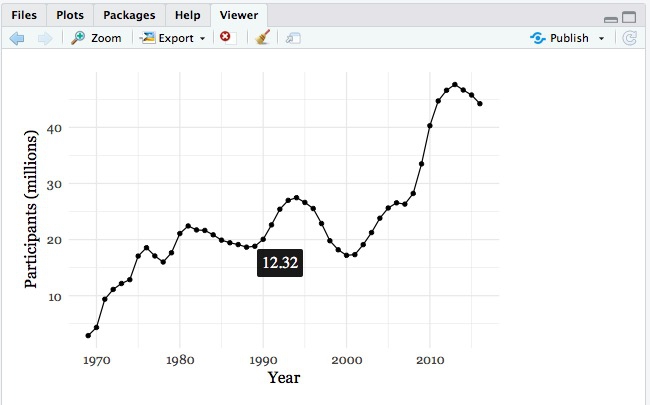 Files Plots Packages Help Viewer
Zoom Export Publish
Participants (millions)
40
30
20
10
12.32
1970 1980 1990 2000 2010
Year